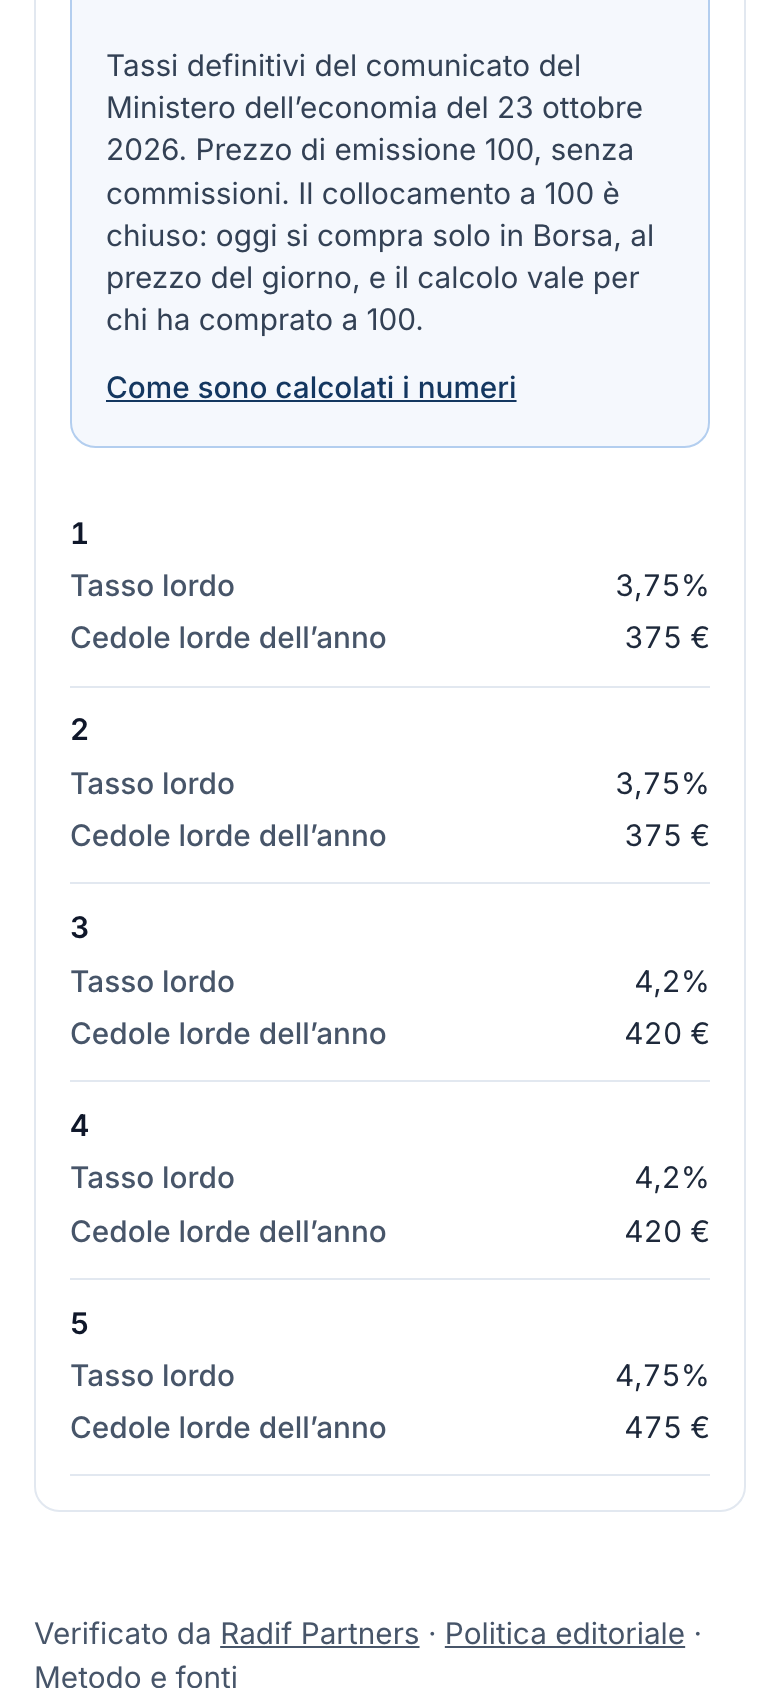 Tassi definitivi del comunicato del
Ministero dell’economia del 23 ottobre
2026. Prezzo di emissione 100, senza
commissioni. Il collocamento a 100 è
chiuso: oggi si compra solo in Borsa, al
prezzo del giorno, e il calcolo vale per
chi ha comprato a 100.
Come sono calcolati i numeri
1
Tasso lordo 3,75%
Cedole lorde dell’anno 375 €
2
Tasso lordo 3,75%
Cedole lorde dell’anno 375 €
3
Tasso lordo 4,2%
Cedole lorde dell’anno 420 €
4
Tasso lordo 4,2%
Cedole lorde dell’anno 420 €
5
Tasso lordo 4,75%
Cedole lorde dell’anno 475 €
Verificato da Radif Partners · Politica editoriale ·
Metodo e fonti